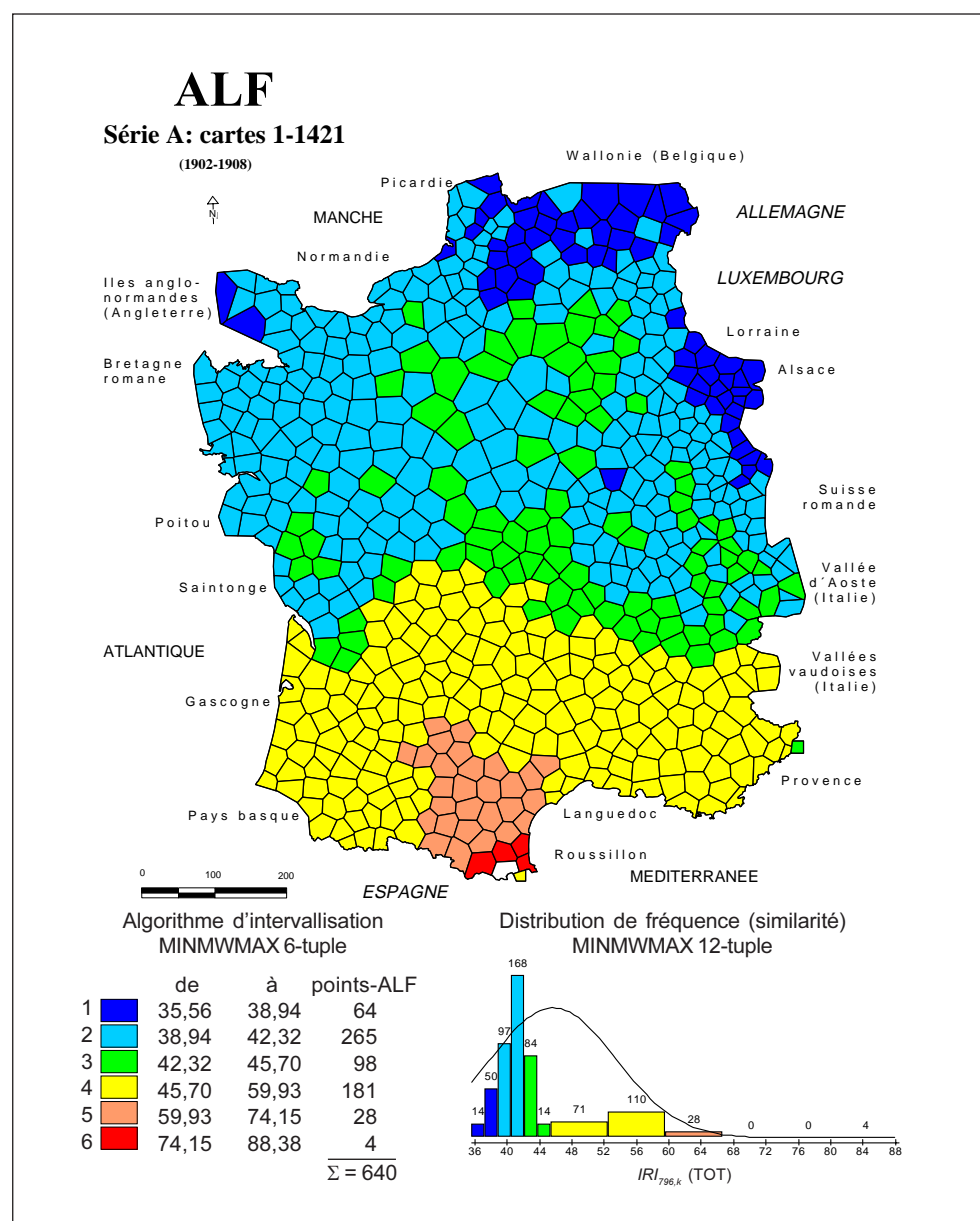 ALF
Série A: cartes 1-1421
(1902-1908)
N
Wallonie (Belgique)
Picardie
MANCHE
ALLEMAGNE
Normandie
LUXEMBOURG
Iles anglo-
normandes
(Angleterre)
Lorraine
Bretagne
romane
Alsace
Suisse
romande
Poitou
Vallée
d´Aoste
(Italie)
Saintonge
ATLANTIQUE
Vallées
vaudoises
(Italie)
Gascogne
Provence
Pays basque
Languedoc
Roussillon
MEDITERRANEE
ESPAGNE
0 100 200
Algorithme d'intervallisation
MINMWMAX 6-tuple
de à points-ALF
1 35,56 38,94 64
2 38,94 42,32 265
3 42,32 45,70 98
4 45,70 59,93 181
5 59,93 74,15 28
6 74,15 88,38 4
Σ = 640
Distribution de fréquence (similarité)
MINMWMAX 12-tuple
14 50 97 168 84 14 71 110 28 0 0 4
36 40 44 48 52 56 60 64 68 72 76 80 84 88
IRI796,k (TOT)